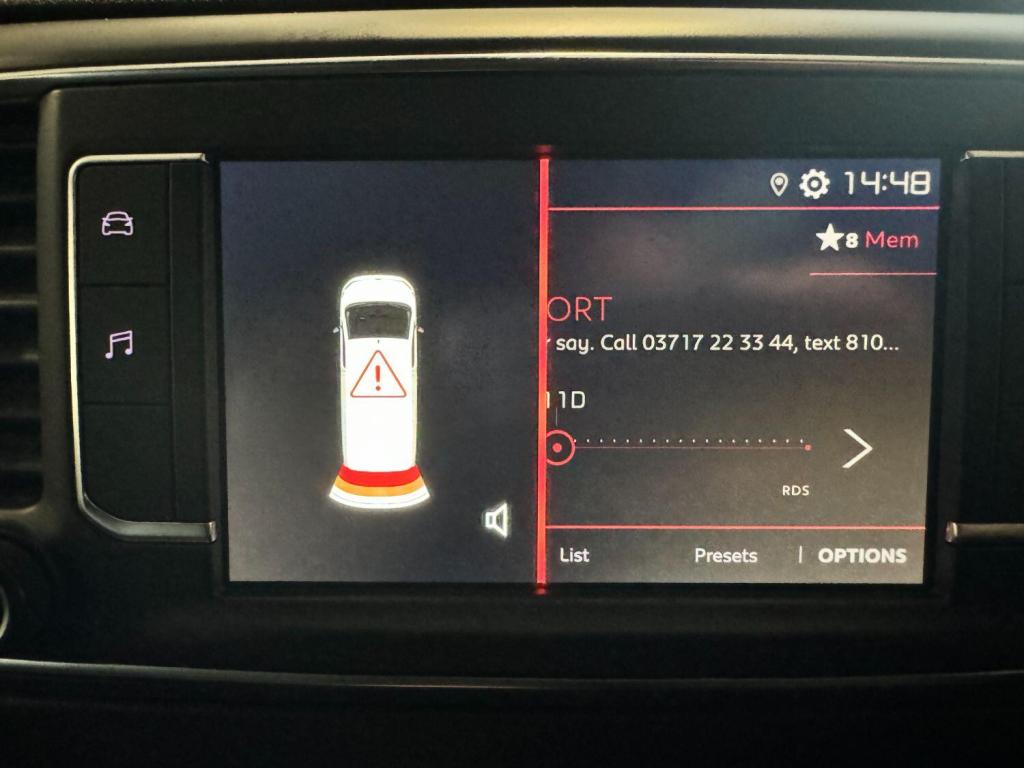 14:48
8 Mem
ORT
say. Call 03717 22 33 44, text 810...
11D
RDS
List Presets | OPTIONS